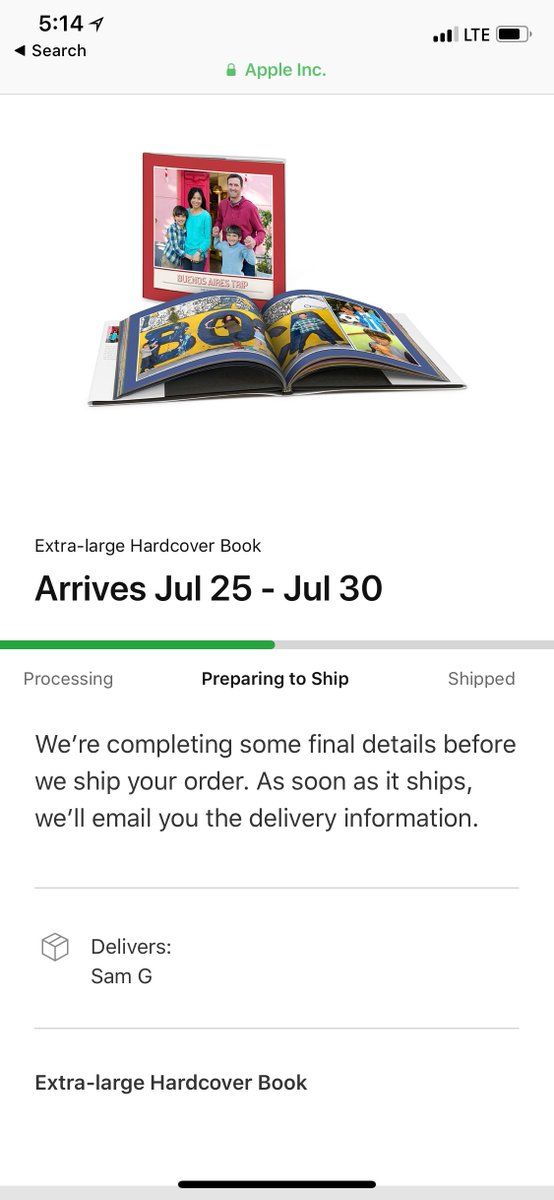 5:14
LTE
Search
Apple Inc.
BUENOS AIRES TRIP
BO
A
Extra-large Hardcover Book
Arrives Jul 25 - Jul 30
Processing
Preparing to Ship
Shipped
We’re completing some final details before
we ship your order. As soon as it ships,
we’ll email you the delivery information.
Delivers:
Sam G
Extra-large Hardcover Book